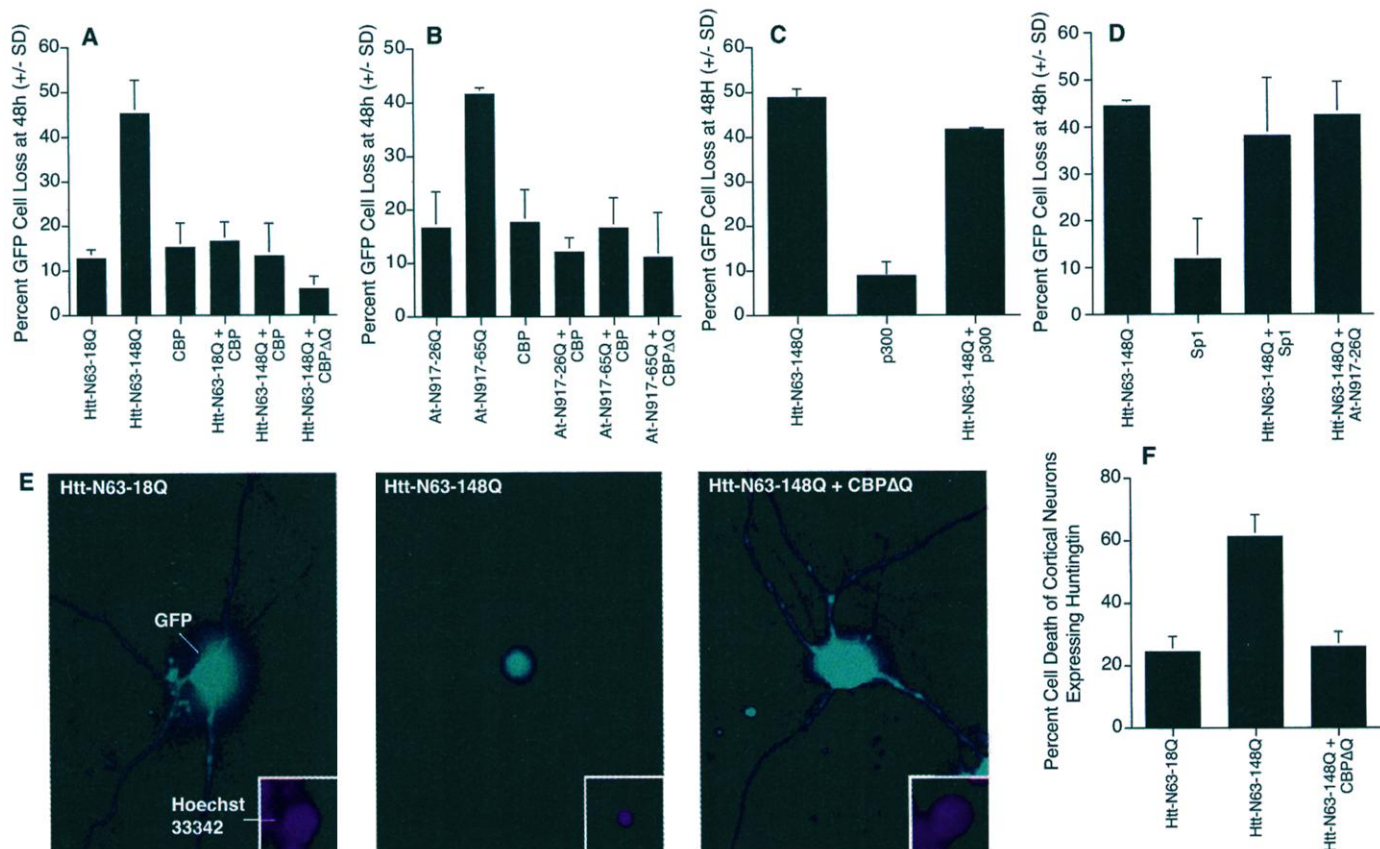 A
Percent GFP Cell Loss at 48h (+/- SD)
60
50
40
30
20
10
0
Htt-N63-18Q
Htt-N63-148Q
CBP
Htt-N63-18Q +
CBP
Htt-N63-148Q +
CBP
Htt-N63-148Q +
CBPΔQ
B
Percent GFP Cell Loss at 48h (+/- SD)
50
40
30
20
10
0
At-N917-26Q
At-N917-65Q
CBP
At-N917-26Q +
CBP
At-N917-65Q +
CBP
At-N917-65Q +
CBPΔQ
C
Percent GFP Cell Loss at 48H (+/- SD)
60
50
40
30
20
10
0
Htt-N63-148Q
p300
Htt-N63-148Q +
p300
D
Percent GFP Cell Loss at 48h (+/- SD)
60
50
40
30
20
10
0
Htt-N63-148Q
Sp1
Htt-N63-148Q +
Sp1
Htt-N63-148Q +
At-N917-26Q
E
Htt-N63-18Q
GFP
Hoechst
33342
Htt-N63-148Q
Htt-N63-148Q + CBPΔQ
F
Percent Cell Death of Cortical Neurons
Expressing Huntingtin
80
60
40
20
0
Htt-N63-18Q
Htt-N63-148Q
Htt-N63-148Q +
CBPΔQ